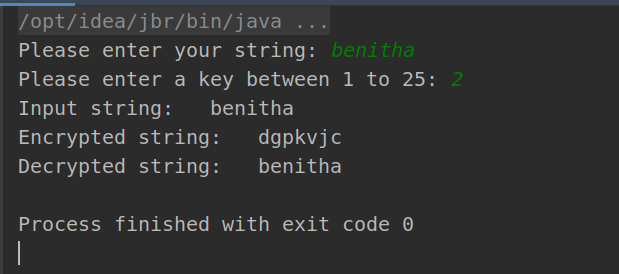 /opt/idea/jbr/bin/java ...
Please enter your string: benitha
Please enter a key between 1 to 25: 2
Input string:   benitha
Encrypted string:   dgpkvjc
Decrypted string:   benitha
Process finished with exit code 0